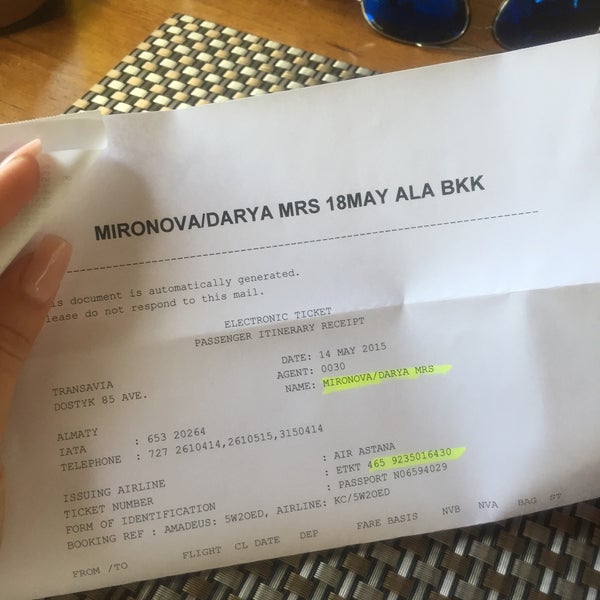 MIRONOVA/DARYA MRS 18MAY ALA BKK
is document is automatically generated.
lease do not respond to this mail.
ELECTRONIC TICKET
PASSENGER ITINERARY RECEIPT
TRANSAVIA DATE: 14 MAY 2015
DOSTYK 85 AVE. AGENT: 0030
NAME: MIRONOVA/DARYA MRS
ALMATY
IATA : 653 20264
TELEPHONE : 727 2610414,2610515,3150414
ISSUING AIRLINE : AIR ASTANA
TICKET NUMBER : ETKT 465 9235016430
FORM OF IDENTIFICATION : PASSPORT N06594029
BOOKING REF : AMADEUS: 5W2OED, AIRLINE: KC/5W2OED
FROM /TO FLIGHT CL DATE DEP FARE BASIS NVB NVA BAG ST